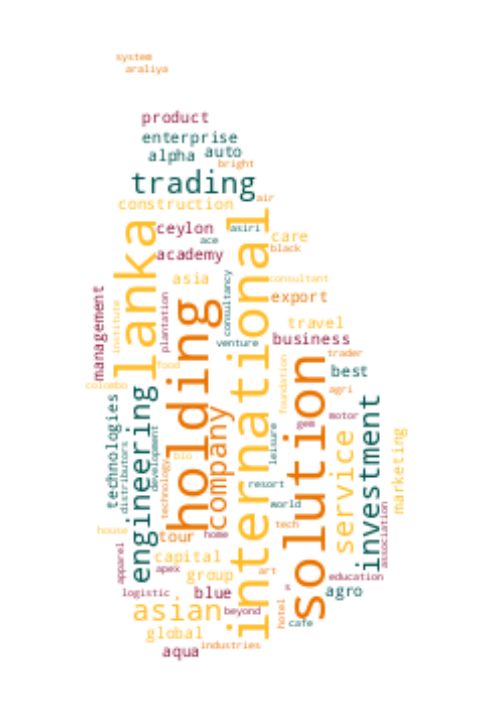 system
araliya
product
enterprise
alpha
auto
bright
trading
air
construction
lanka
international
ceylon
asiri
ace
care
black
academy
asia
consultancy
consultant
management
institute
plantation
holding
export
travel
venture
business
food
solution
trader
foundation
best
colombo
agri
technologies
engineering
company
investment
motor
gem
distributors
development
technology
bio
leisure
service
marketing
resort
world
house
tour
home
tech
association
apparel
capital
apex
group
art
education
logistic
blue
s
agro
asian
beyond
hotel
cafe
global
industries
aqua